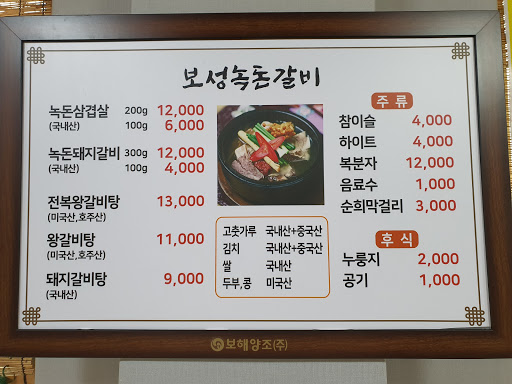 보성녹돈갈비
녹돈삼겹살 200g 12,000
(국내산) 100g 6,000
녹돈돼지갈비 300g 12,000
(국내산) 100g 4,000
전복왕갈비탕 13,000
(미국산,호주산)
왕갈비탕 11,000
(미국산,호주산)
돼지갈비탕 9,000
(국내산)
고춧가루 국내산+중국산
김치 국내산+중국산
쌀 국내산
두부,콩 미국산
주 류
참이슬 4,000
하이트 4,000
복분자 12,000
음료수 1,000
순희막걸리 3,000
후 식
누룽지 2,000
공기 1,000
보해양조(주)